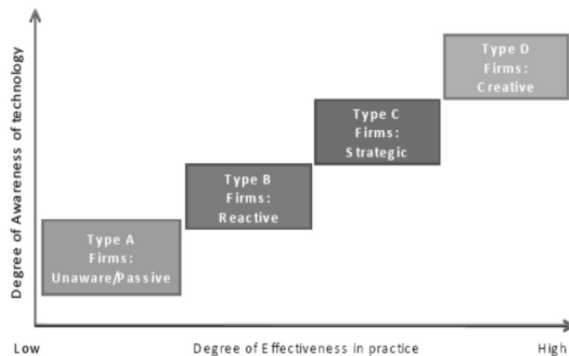 Type D
Firms:
Creative
Type C
Firms:
Strategic
Type B
Firms:
Reactive
Type A
Firms:
Unaware/Passive
Degree of Awareness of technology
Low Degree of Effectiveness in practice High